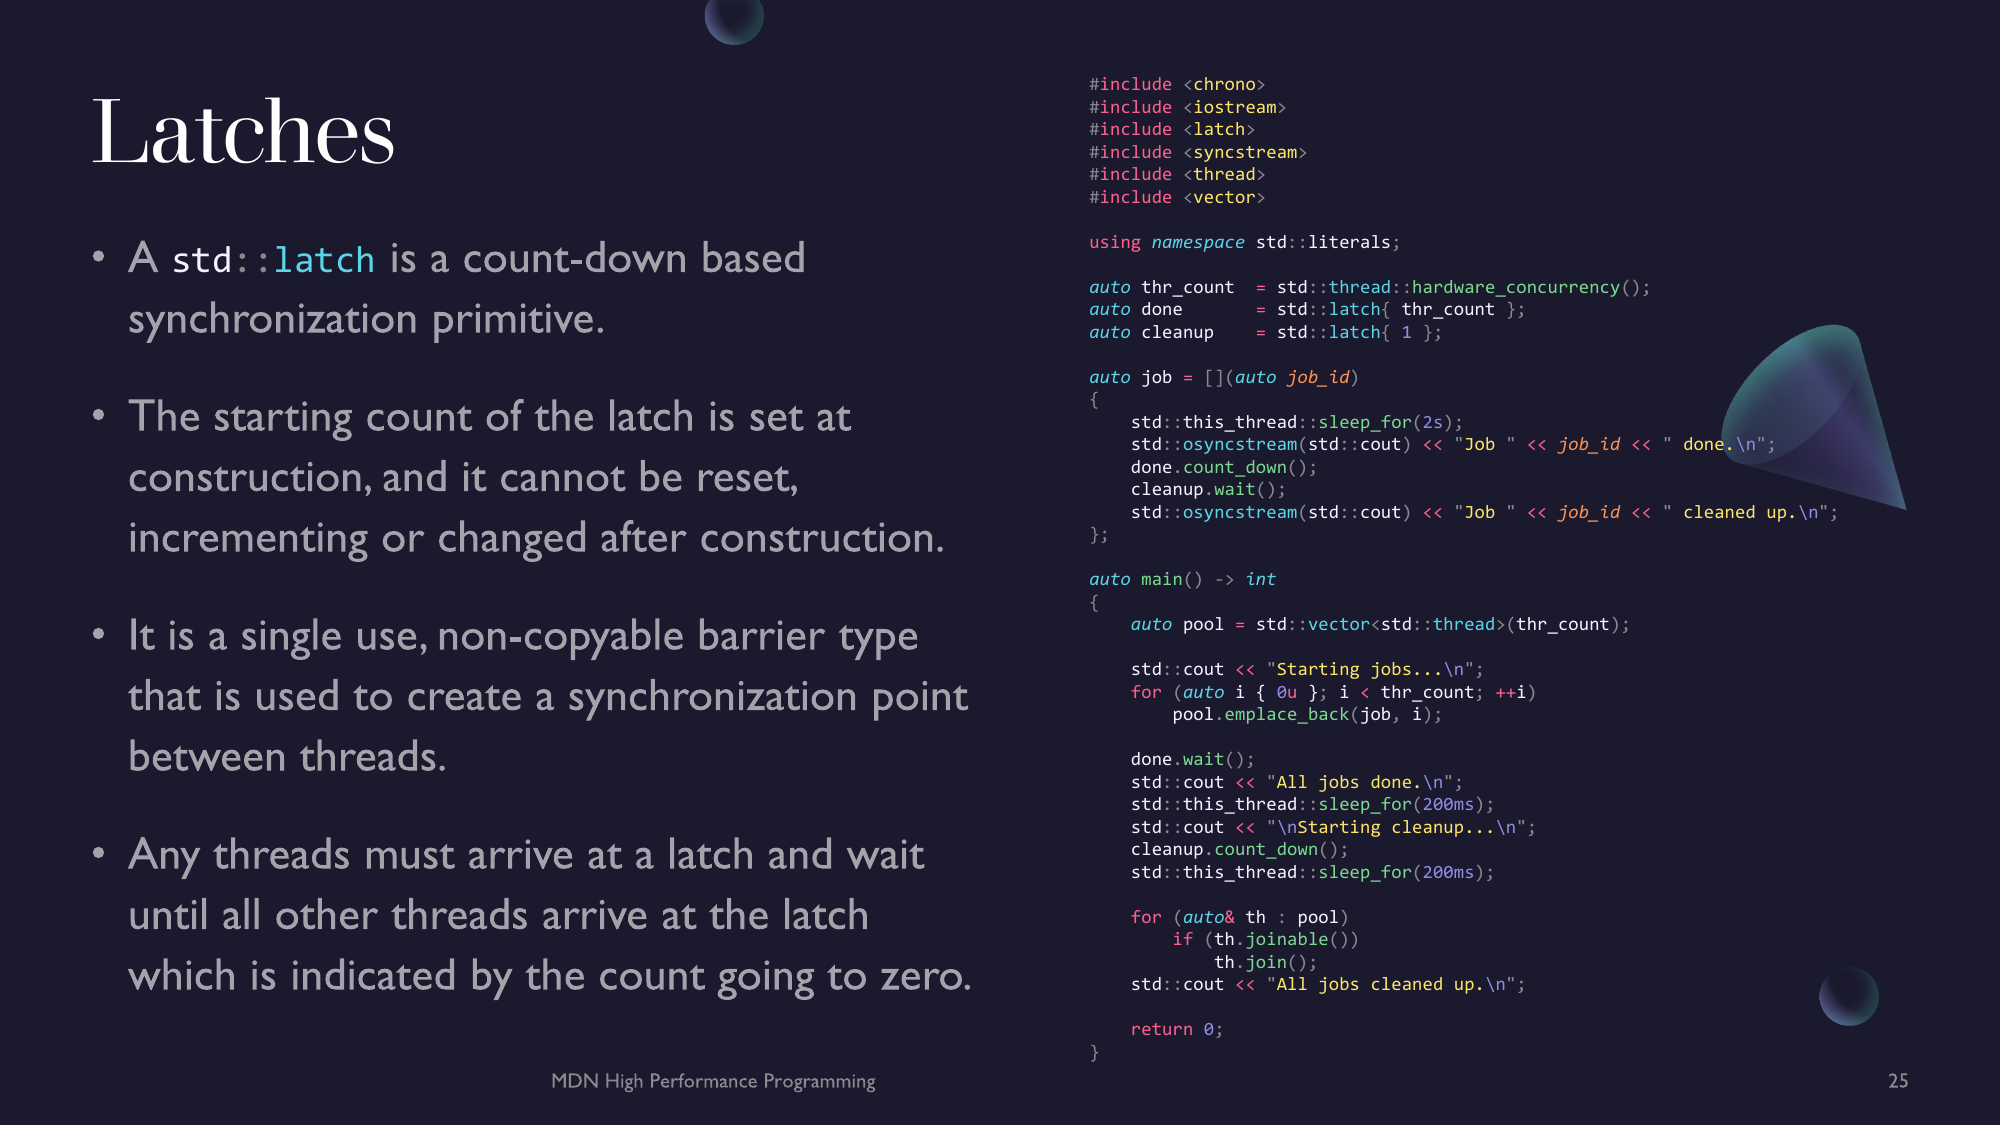 Latches
• A std::latch is a count-down based
synchronization primitive.
• The starting count of the latch is set at
construction, and it cannot be reset,
incrementing or changed after construction.
• It is a single use, non-copyable barrier type
that is used to create a synchronization point
between threads.
• Any threads must arrive at a latch and wait
until all other threads arrive at the latch
which is indicated by the count going to zero.
#include <chrono>
#include <iostream>
#include <latch>
#include <syncstream>
#include <thread>
#include <vector>
using namespace std::literals;
auto thr_count  = std::thread::hardware_concurrency();
auto done       = std::latch{ thr_count };
auto cleanup    = std::latch{ 1 };
auto job = [](auto job_id)
{
    std::this_thread::sleep_for(2s);
    std::osyncstream(std::cout) << "Job " << job_id << " done.\n";
    done.count_down();
    cleanup.wait();
    std::osyncstream(std::cout) << "Job " << job_id << " cleaned up.\n";
};
auto main() -> int
{
    auto pool = std::vector<std::thread>(thr_count);
    std::cout << "Starting jobs...\n";
    for (auto i { 0u }; i < thr_count; ++i)
        pool.emplace_back(job, i);
    done.wait();
    std::cout << "All jobs done.\n";
    std::this_thread::sleep_for(200ms);
    std::cout << "\nStarting cleanup...\n";
    cleanup.count_down();
    std::this_thread::sleep_for(200ms);
    for (auto& th : pool)
        if (th.joinable())
            th.join();
    std::cout << "All jobs cleaned up.\n";
    return 0;
}
MDN High Performance Programming
25